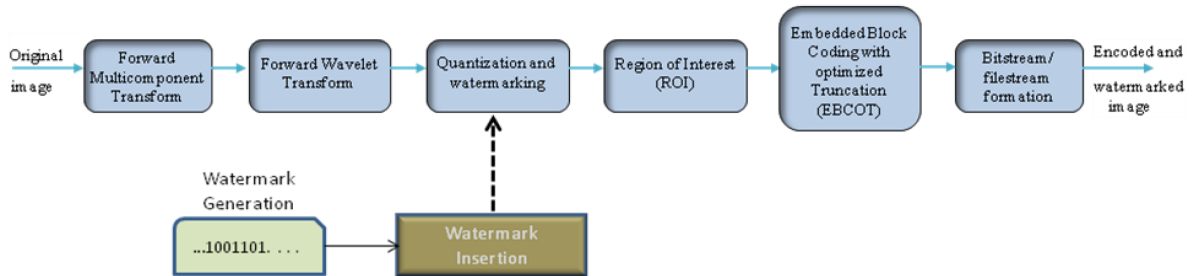 Original
image
Forward
Multicomponent
Transform
Forward Wavelet
Transform
Quantization and
watermarking
Region of Interest
(ROI)
Embedded Block
Coding with
optimized
Truncation
(EBCOT)
Bitstream/
filestream
formation
Encoded and
watermarked
image
Watermark
Generation
...1001101. . . .
Watermark
Insertion